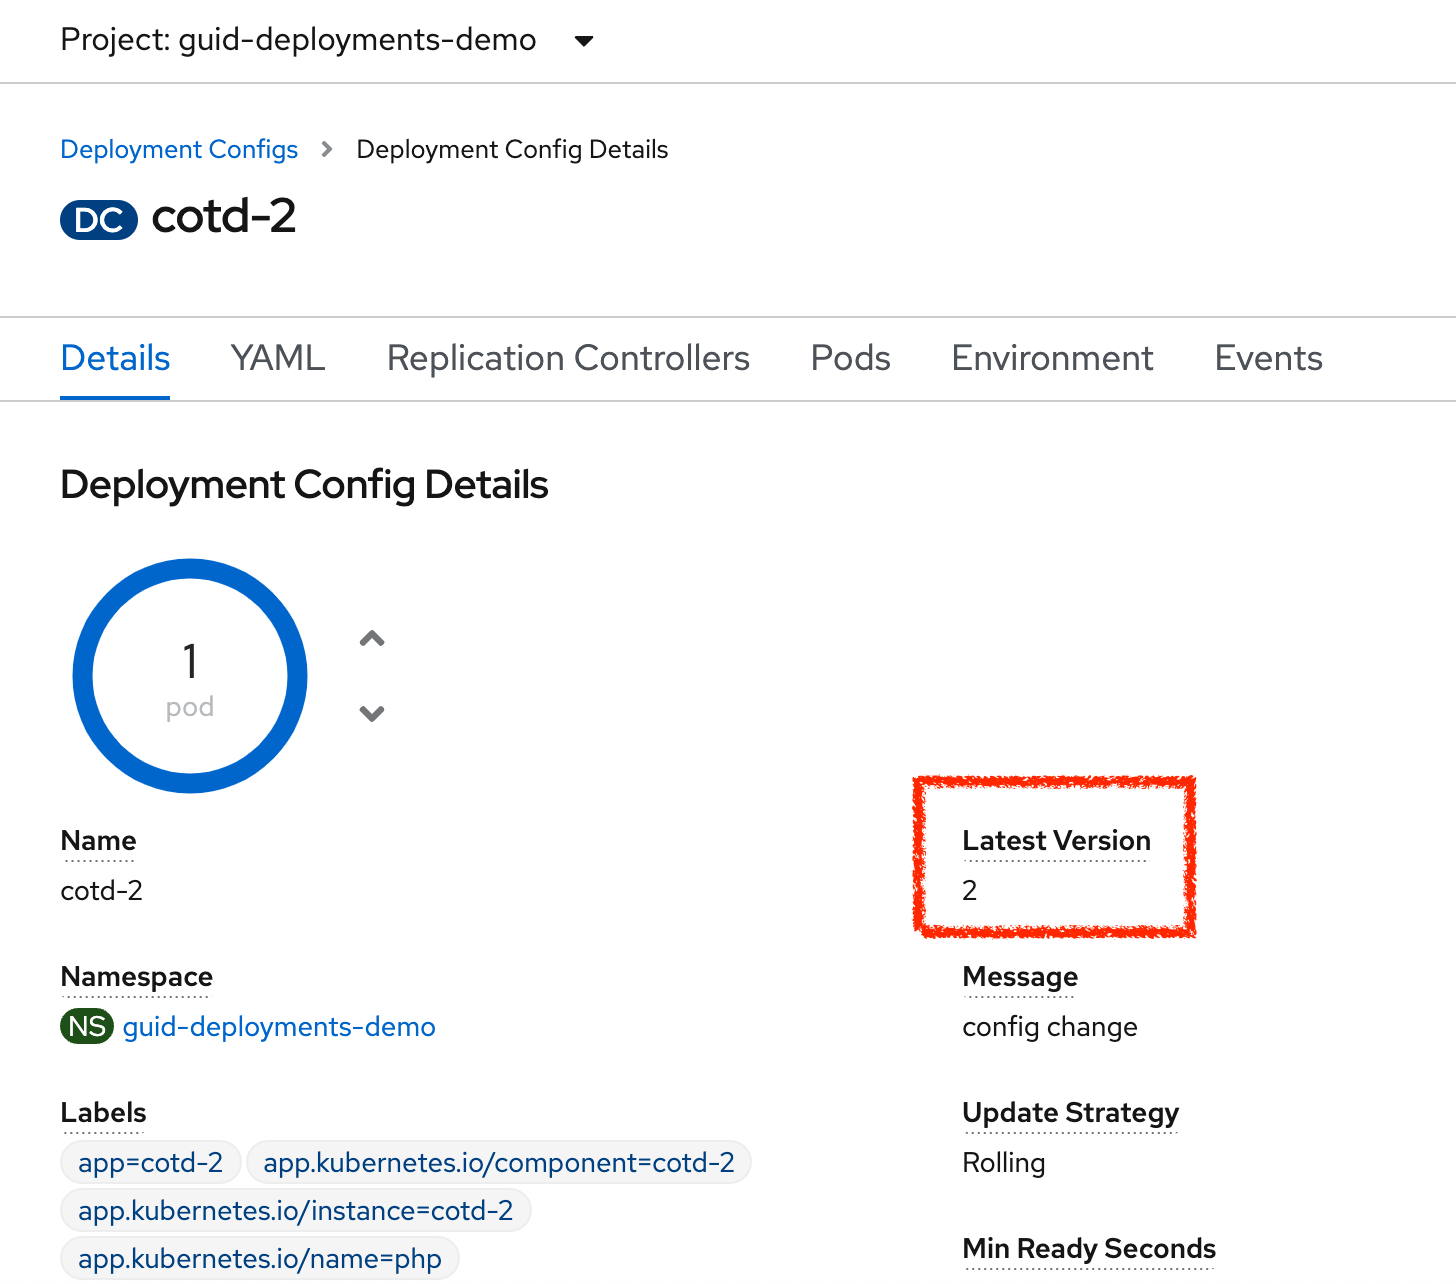 Project: guid-deployments-demo
Deployment Configs > Deployment Config Details
DC cotd-2
Details YAML Replication Controllers Pods Environment Events
Deployment Config Details
1
pod
Name
cotd-2
Latest Version
2
Namespace
NS guid-deployments-demo
Message
config change
Labels
app=cotd-2 app.kubernetes.io/component=cotd-2
app.kubernetes.io/instance=cotd-2
app.kubernetes.io/name=php
Update Strategy
Rolling
Min Ready Seconds